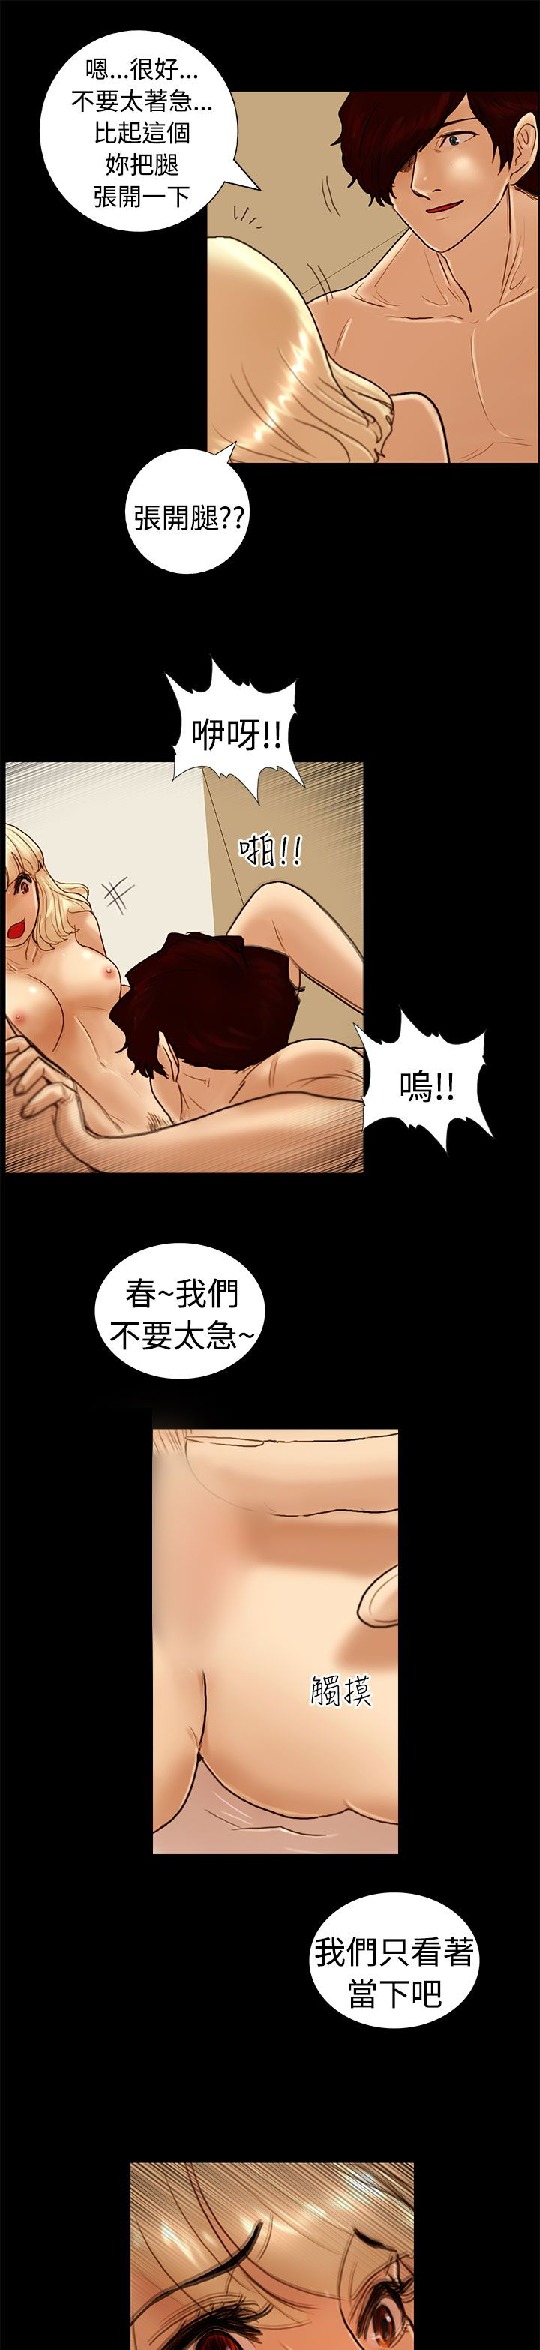 嗯...很好...
不要太著急...
比起這個
妳把腿
張開一下
張開腿??
咿呀!!
啪!!
嗚!!
春~我們
不要太急~
觸摸
我們只看著
當下吧